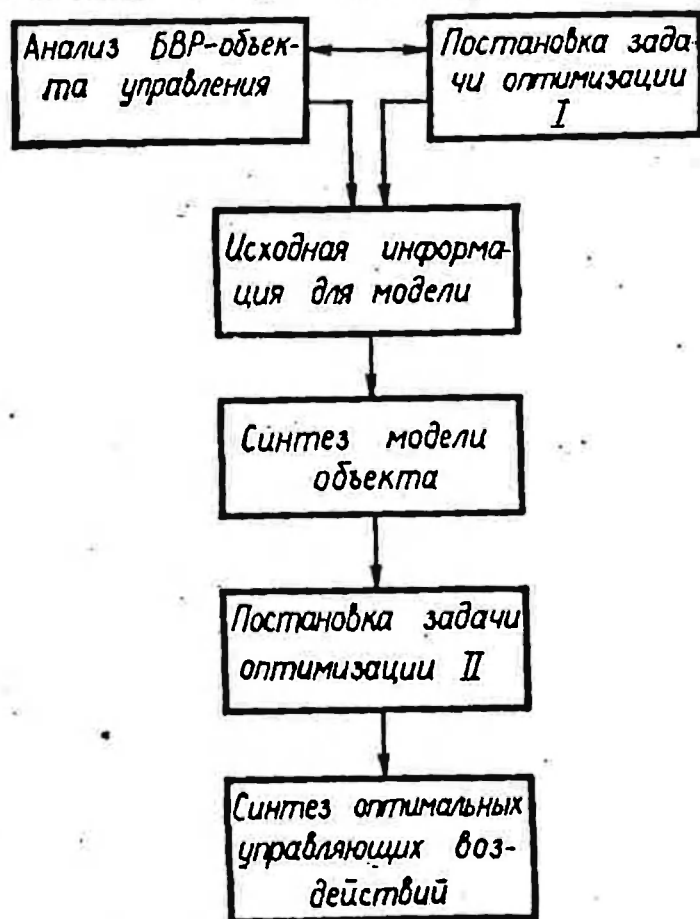 Анализ БВР-объек-
та управления
Постановка зада-
чи оптимизации
I
Исходная информа-
ция для модели
Синтез модели
объекта
Постановка задачи
оптимизации II
Синтез оптимальных
управляющих воз-
действий